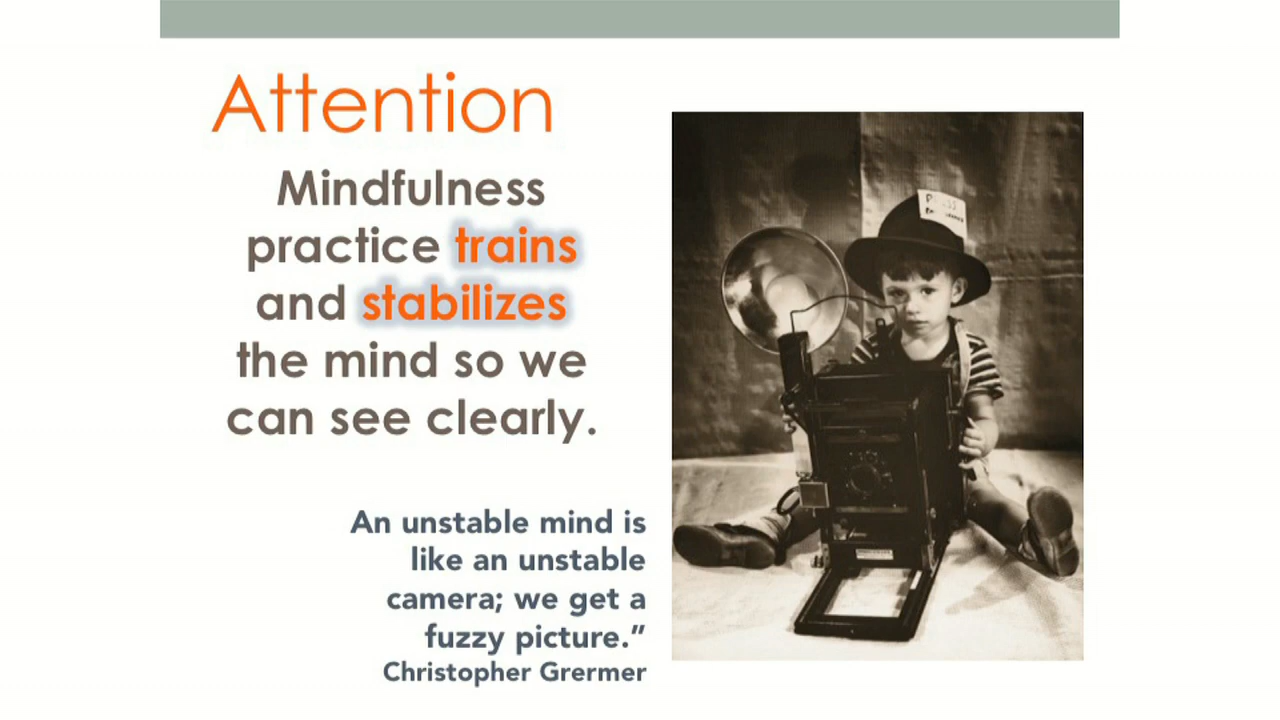 Attention
Mindfulness
practice trains
and stabilizes
the mind so we
can see clearly.
An unstable mind is
like an unstable
camera; we get a
fuzzy picture.”
Christopher Grermer